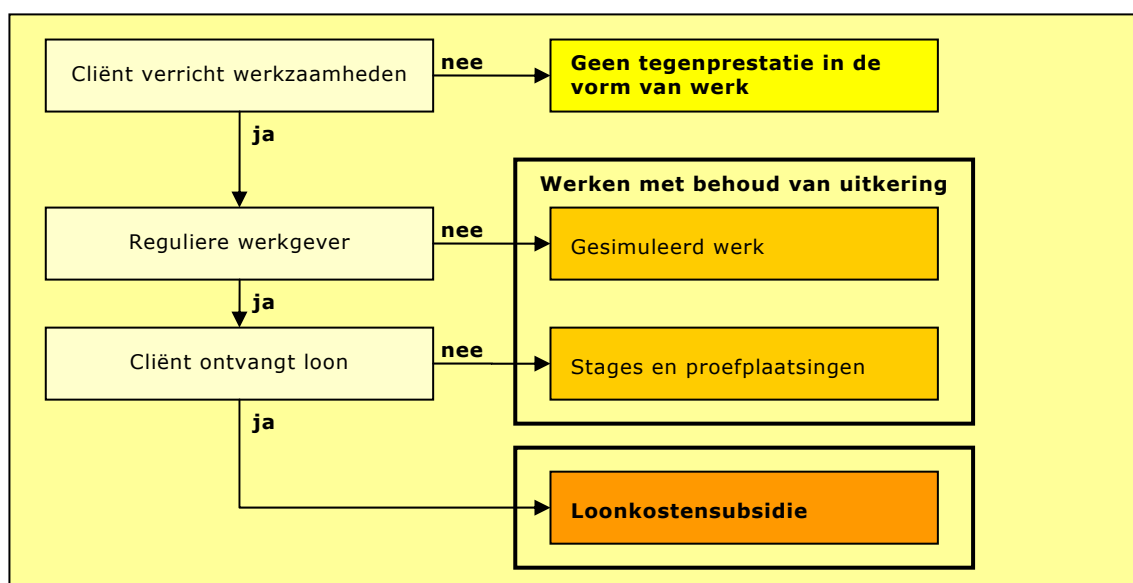 Cliënt verricht werkzaamheden
nee
Geen tegenprestatie in de
vorm van werk
ja
Werken met behoud van uitkering
Reguliere werkgever
nee
Gesimuleerd werk
ja
Cliënt ontvangt loon
nee
Stages en proefplaatsingen
ja
Loonkostensubsidie